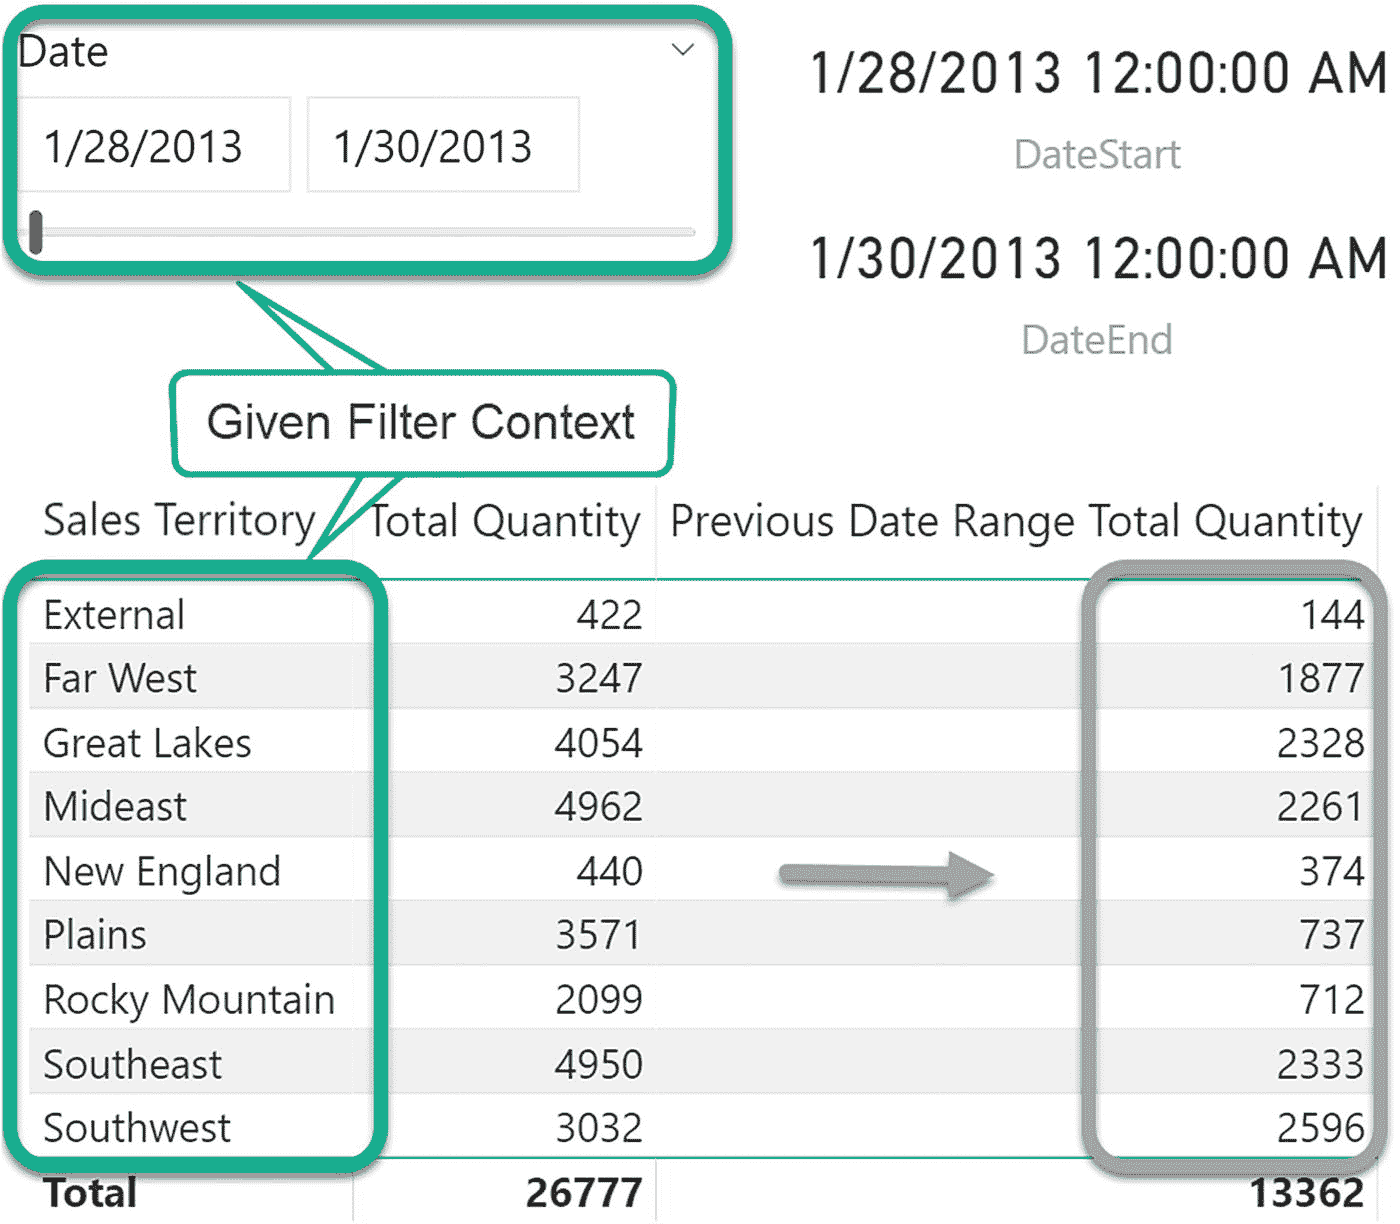 Date
1/28/2013 1/30/2013
1/28/2013 12:00:00 AM
DateStart
1/30/2013 12:00:00 AM
DateEnd
Given Filter Context
Sales Territory Total Quantity Previous Date Range Total Quantity
External 422 144
Far West 3247 1877
Great Lakes 4054 2328
Mideast 4962 2261
New England 440 374
Plains 3571 737
Rocky Mountain 2099 712
Southeast 4950 2333
Southwest 3032 2596
Total 26777 13362